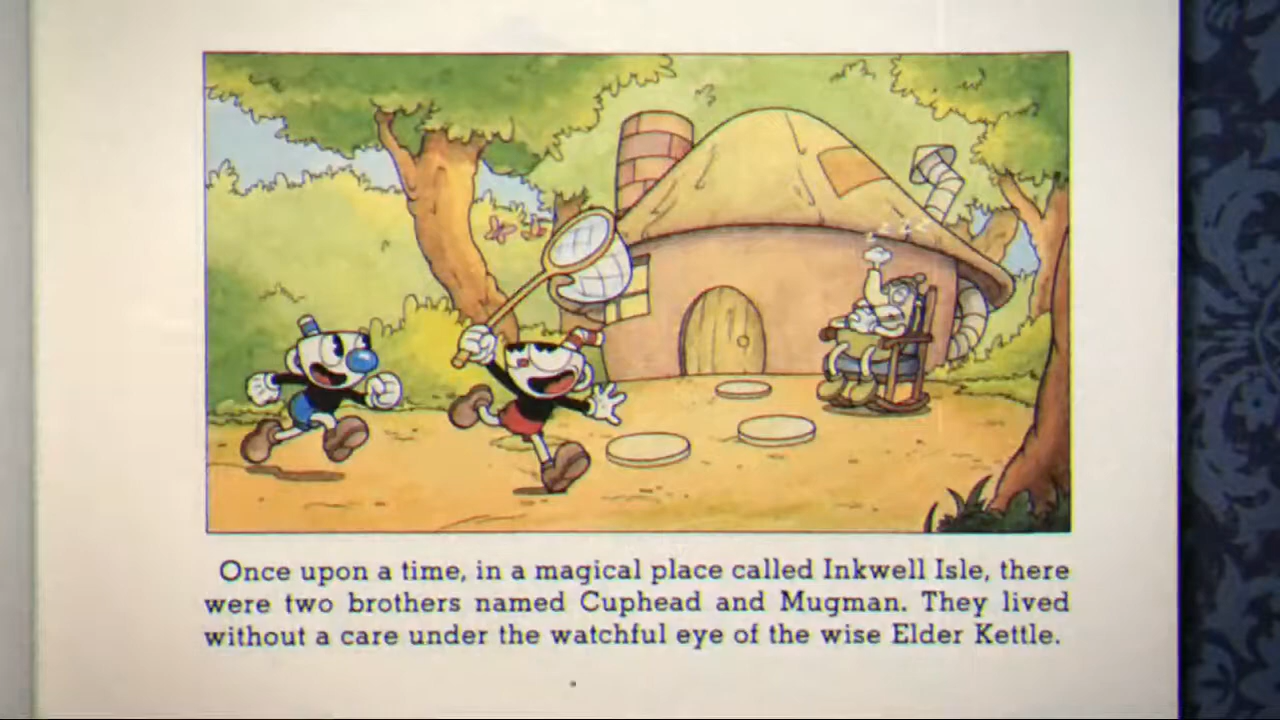 Once upon a time, in a magical place called Inkwell Isle, there
were two brothers named Cuphead and Mugman. They lived
without a care under the watchful eye of the wise Elder Kettle.